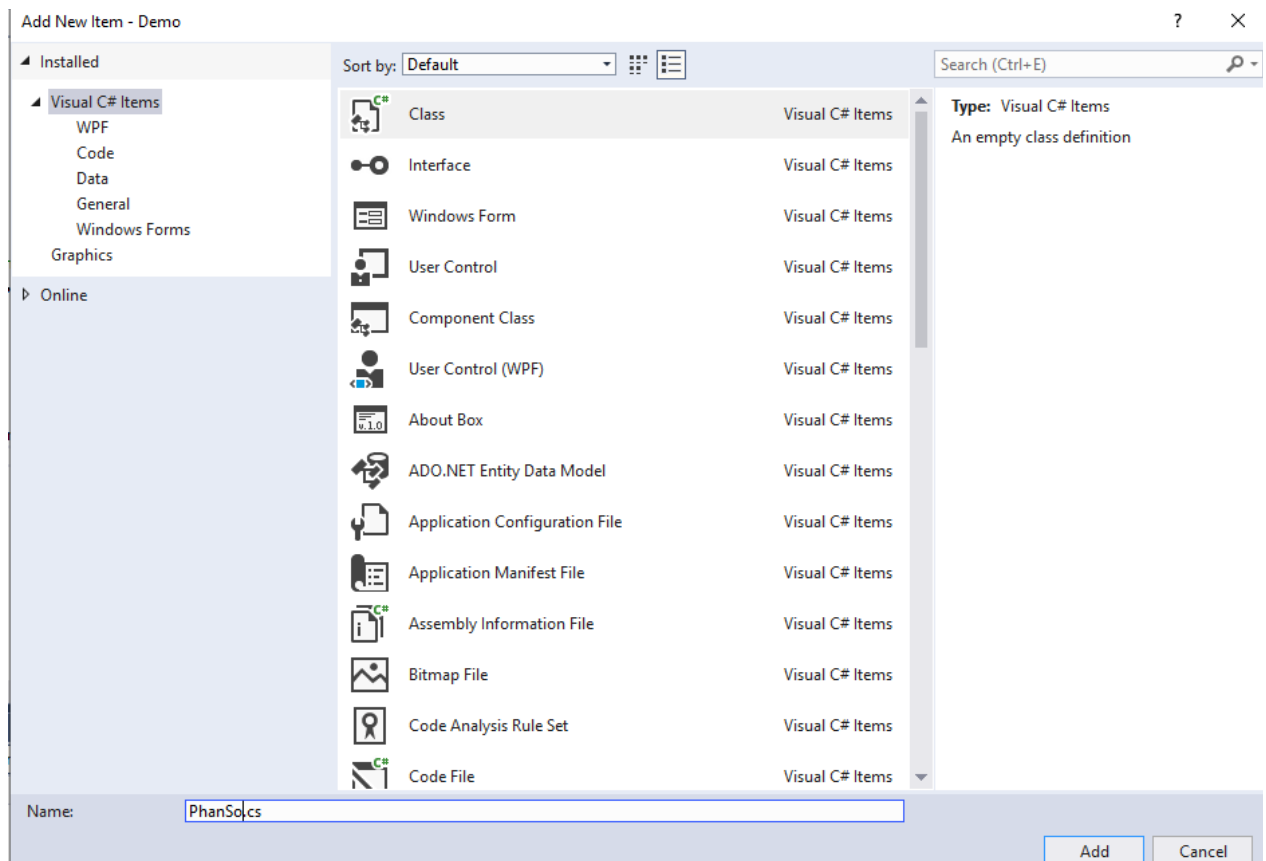 Add New Item - Demo
?
Installed
Sort by: Default
Search (Ctrl+E)
Visual C# Items
WPF
Code
Data
General
Windows Forms
Graphics
Online
C# Class Visual C# Items
Interface Visual C# Items
Windows Form Visual C# Items
User Control Visual C# Items
Component Class Visual C# Items
User Control (WPF) Visual C# Items
v.1.0 About Box Visual C# Items
ADO.NET Entity Data Model Visual C# Items
Application Configuration File Visual C# Items
Application Manifest File Visual C# Items
C# Assembly Information File Visual C# Items
Bitmap File Visual C# Items
Code Analysis Rule Set Visual C# Items
C# Code File Visual C# Items
Type: Visual C# Items
An empty class definition
Name: PhanSo.cs
Add Cancel